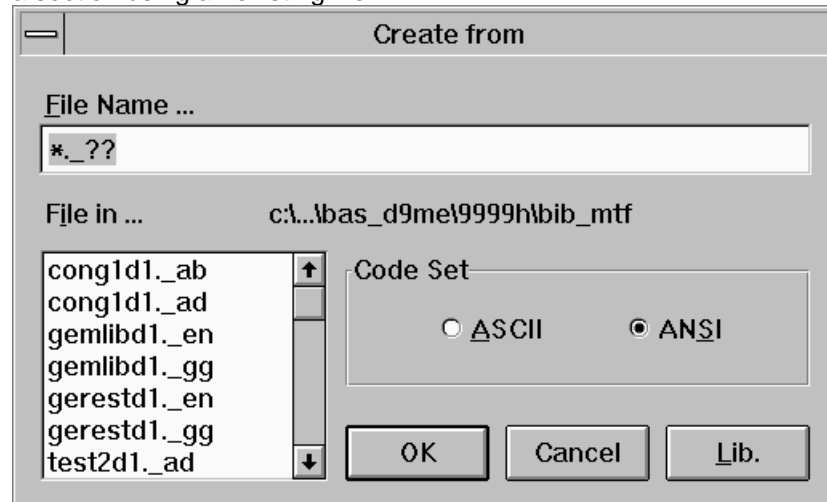 Create from
File Name ...
*._??
File in ... c:\...\bas_d9me\9999h\bib_mtf
cong1d1._ab
cong1d1._ad
gemlibd1._en
gemlibd1._gg
gerestd1._en
gerestd1._gg
test2d1._ad
Code Set
ASCII ANSI
OK Cancel Lib.